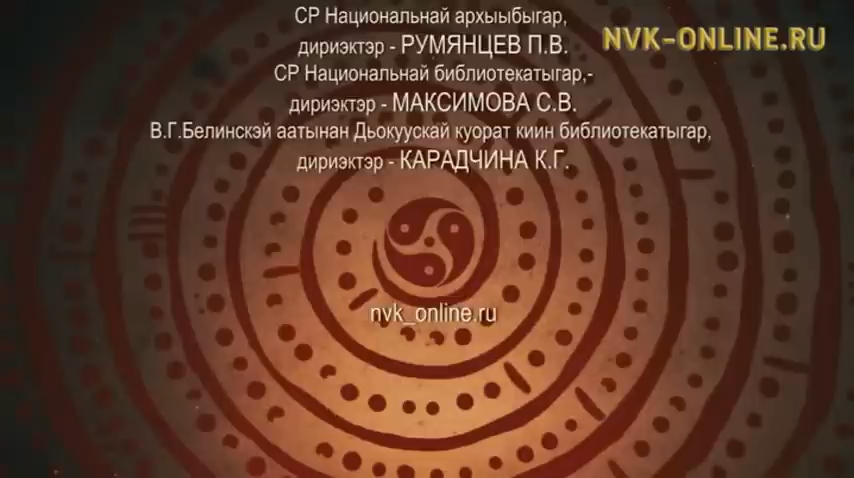 СР Национальнай архыыбыгар,
дириэктэр - РУМЯНЦЕВ П.В.
NVK-ONLINE.RU
СР Национальнай библиотекатыгар,-
дириэктэр - МАКСИМОВА С.В.
В.Г.Белинскэй аатынан Дьокуускай куорат киин библиотекатыгар,
дириэктэр - КАРАДЧИНА К.Г.
nvk_online.ru